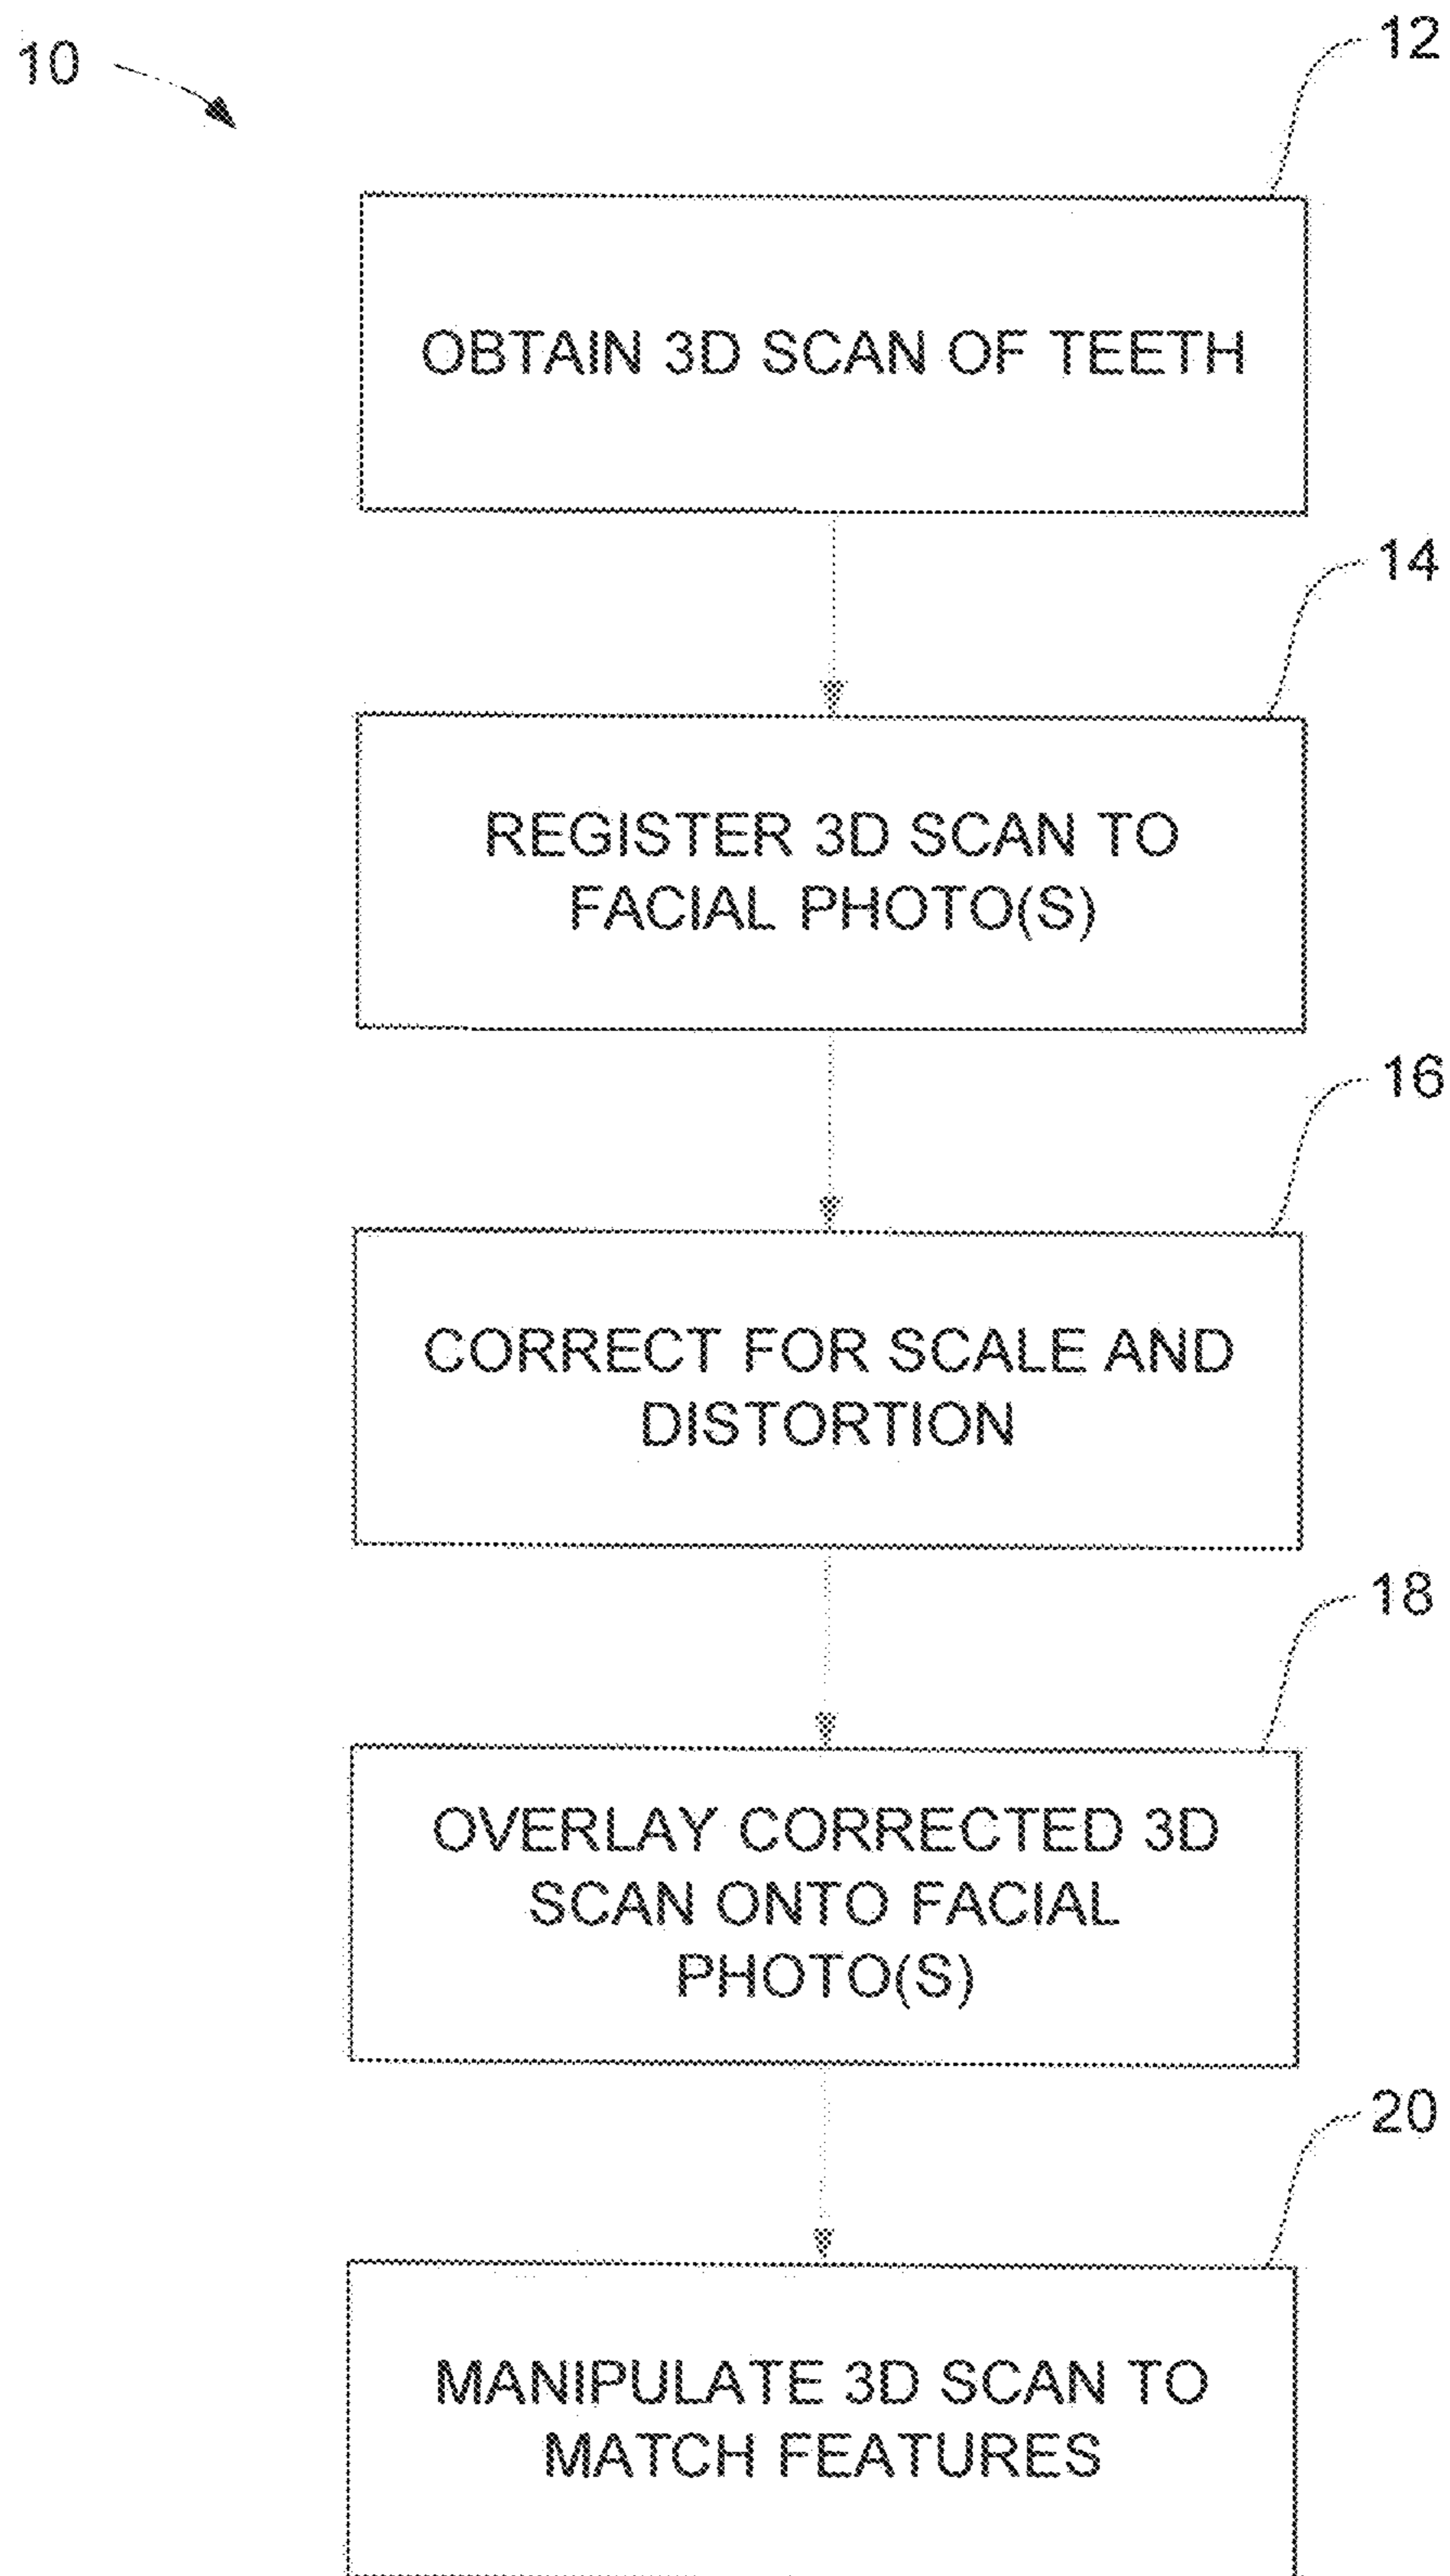 10
12
OBTAIN 3D SCAN OF TEETH
14
REGISTER 3D SCAN TO
FACIAL PHOTO(S)
16
CORRECT FOR SCALE AND
DISTORTION
18
OVERLAY CORRECTED 3D
SCAN ONTO FACIAL
PHOTO(S)
20
MANIPULATE 3D SCAN TO
MATCH FEATURES